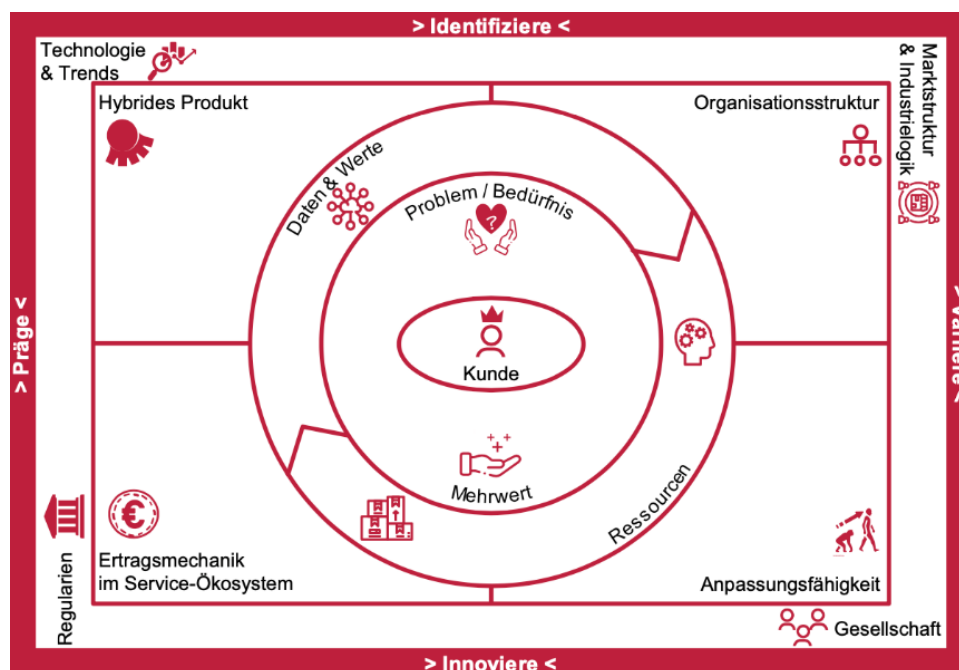 > Identifiziere <
Technologie
& Trends
Marktstruktur
& Industrielogik
Hybrides Produkt
Organisationsstruktur
Daten & Werte
Problem / Bedürfnis
?
> Präge <
> Variiere <
Kunde
Mehrwert
Ressourcen
€
Ertragsmechanik
im Service-Ökosystem
Anpassungsfähigkeit
Regularien
Gesellschaft
> Innoviere <